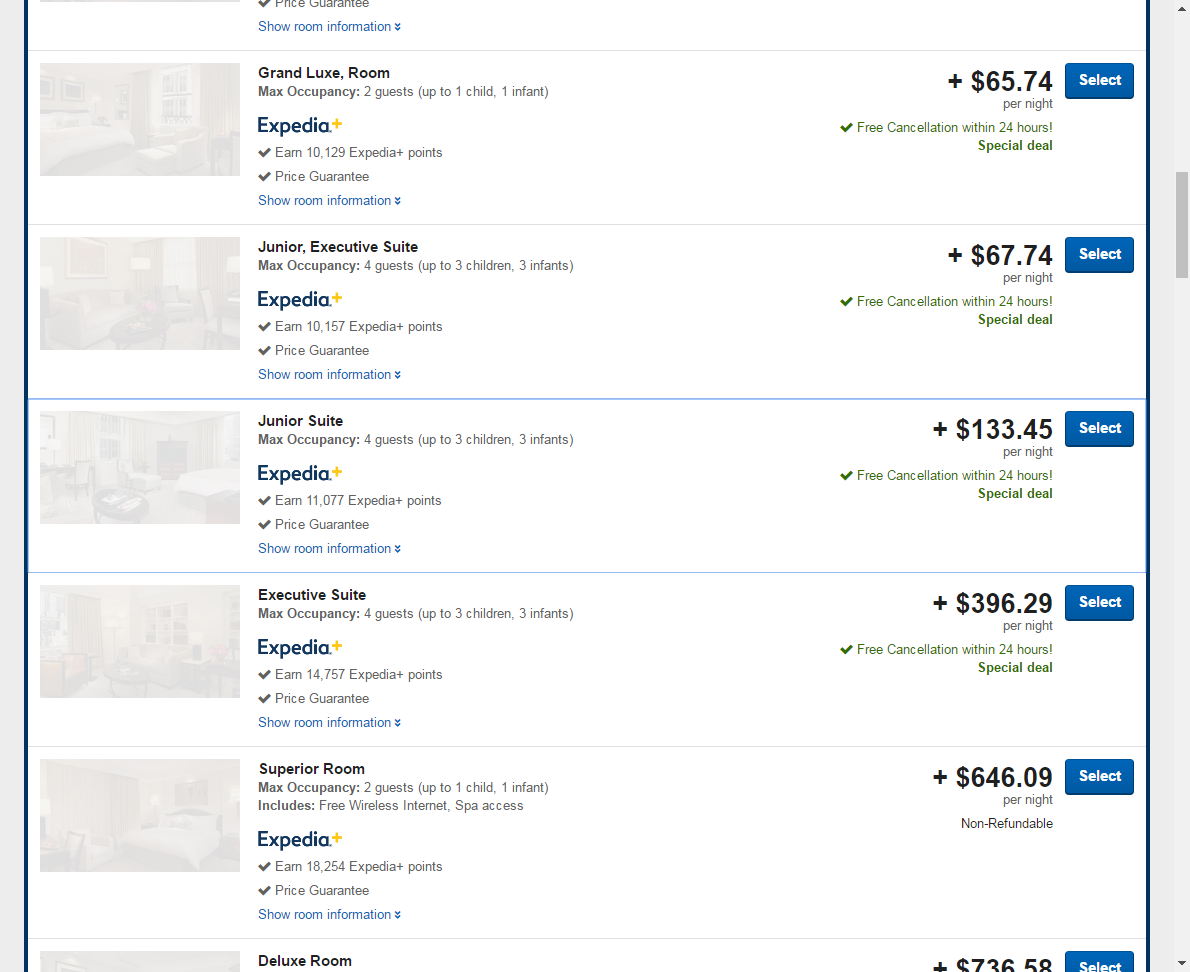 Price Guarantee
Show room information
Grand Luxe, Room
Max Occupancy: 2 guests (up to 1 child, 1 infant)
Expedia+
Earn 10,129 Expedia+ points
Price Guarantee
Show room information
+ $65.74
per night
Free Cancellation within 24 hours!
Special deal
Select
Junior, Executive Suite
Max Occupancy: 4 guests (up to 3 children, 3 infants)
Expedia+
Earn 10,157 Expedia+ points
Price Guarantee
Show room information
+ $67.74
per night
Free Cancellation within 24 hours!
Special deal
Select
Junior Suite
Max Occupancy: 4 guests (up to 3 children, 3 infants)
Expedia+
Earn 11,077 Expedia+ points
Price Guarantee
Show room information
+ $133.45
per night
Free Cancellation within 24 hours!
Special deal
Select
Executive Suite
Max Occupancy: 4 guests (up to 3 children, 3 infants)
Expedia+
Earn 14,757 Expedia+ points
Price Guarantee
Show room information
+ $396.29
per night
Free Cancellation within 24 hours!
Special deal
Select
Superior Room
Max Occupancy: 2 guests (up to 1 child, 1 infant)
Includes: Free Wireless Internet, Spa access
Expedia+
Earn 18,254 Expedia+ points
Price Guarantee
Show room information
+ $646.09
per night
Non-Refundable
Select
Deluxe Room
+ $736.58
Select